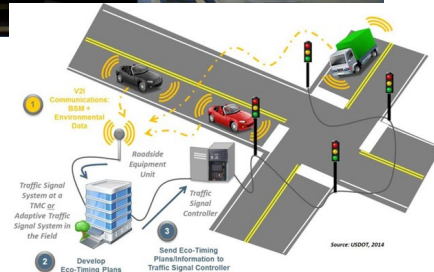 1
V2I
Communications:
BSM +
Environmental
Data
Roadside
Equipment
Unit
Traffic Signal
System at a
TMC or
Adaptive Traffic
Signal System in
the Field
Traffic
Signal
Controller
3
Send Eco-Timing
Plans/Information to
Traffic Signal Controller
2
Develop
Eco-Timing Plans
Source: USDOT, 2014